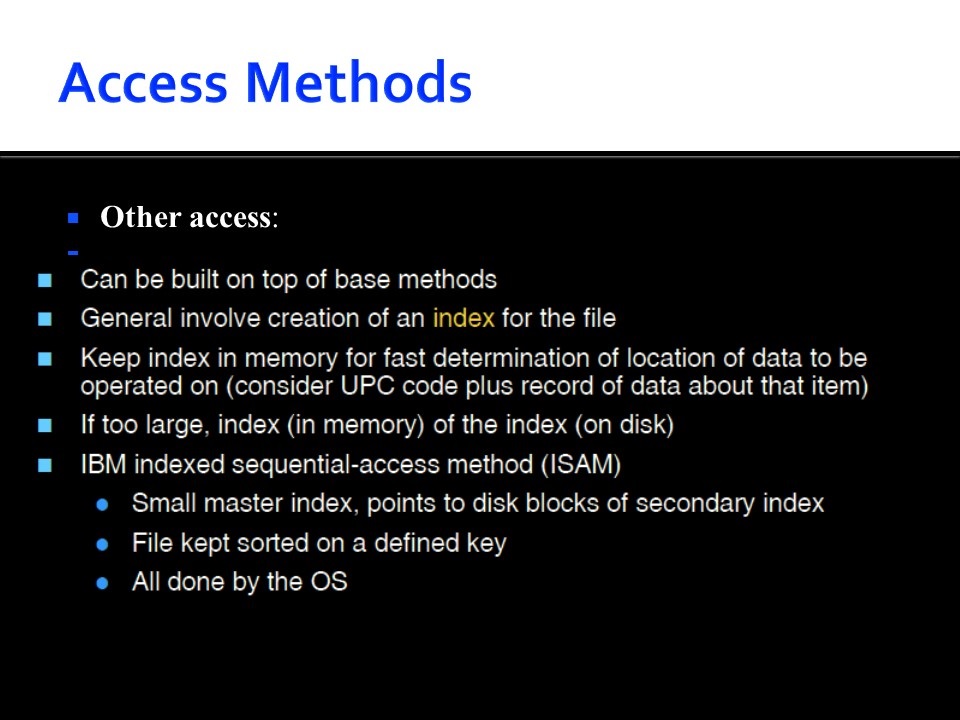 Access Methods
Other access:
Can be built on top of base methods
General involve creation of an index for the file
Keep index in memory for fast determination of location of data to be
operated on (consider UPC code plus record of data about that item)
If too large, index (in memory) of the index (on disk)
IBM indexed sequential-access method (ISAM)
Small master index, points to disk blocks of secondary index
File kept sorted on a defined key
All done by the OS